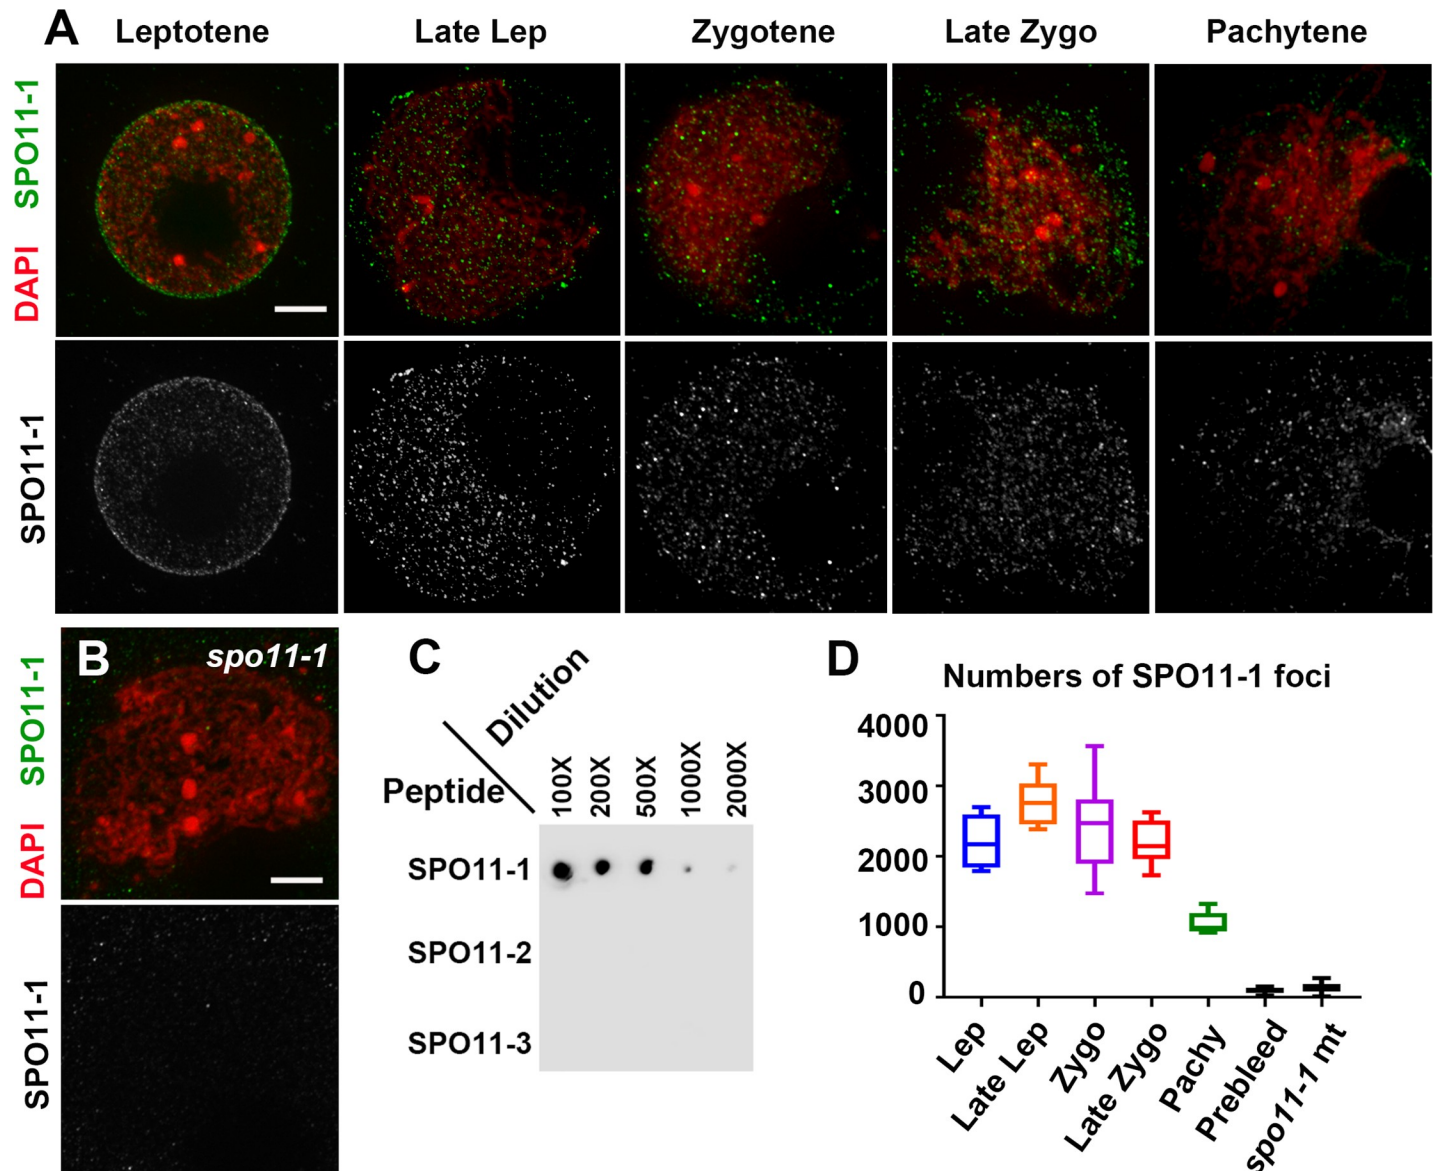 A
Leptotene
Late Lep
Zygotene
Late Zygo
Pachytene
DAPI SPO11-1
SPO11-1
B
spo11-1
DAPI SPO11-1
SPO11-1
C
Dilution
Peptide
100X
200X
500X
1000X
2000X
SPO11-1
SPO11-2
SPO11-3
D
Numbers of SPO11-1 foci
4000
3000
2000
1000
0
Lep
Late Lep
Zygo
Late Zygo
Pachy
Prebleed
spo11-1 mt